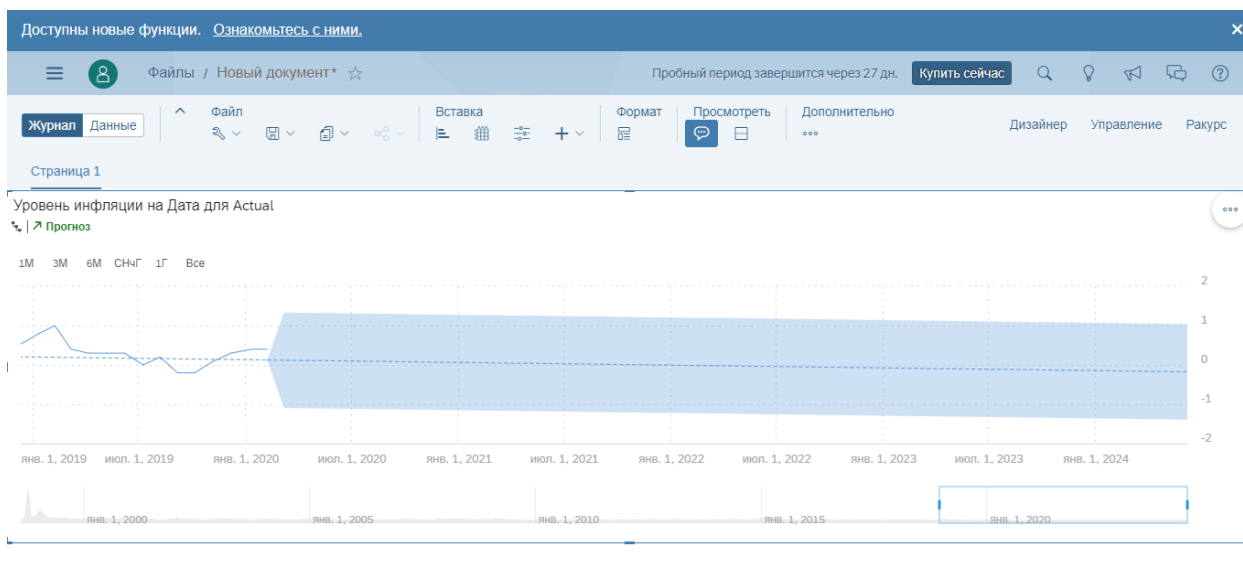 Доступны новые функции. Ознакомьтесь с ними.
Файлы / Новый документ* Пробный период завершится через 27 дн. Купить сейчас
Журнал Данные Файл Вставка Формат Просмотреть Дополнительно Дизайнер Управление Ракурс
Страница 1
Уровень инфляции на Дата для Actual
Прогноз
1М 3М 6М СНчГ 1Г Все
2
1
0
-1
-2
янв. 1, 2019 июл. 1, 2019 янв. 1, 2020 июл. 1, 2020 янв. 1, 2021 июл. 1, 2021 янв. 1, 2022 июл. 1, 2022 янв. 1, 2023 июл. 1, 2023 янв. 1, 2024
янв. 1, 2000 янв. 1, 2005 янв. 1, 2010 янв. 1, 2015 янв. 1, 2020